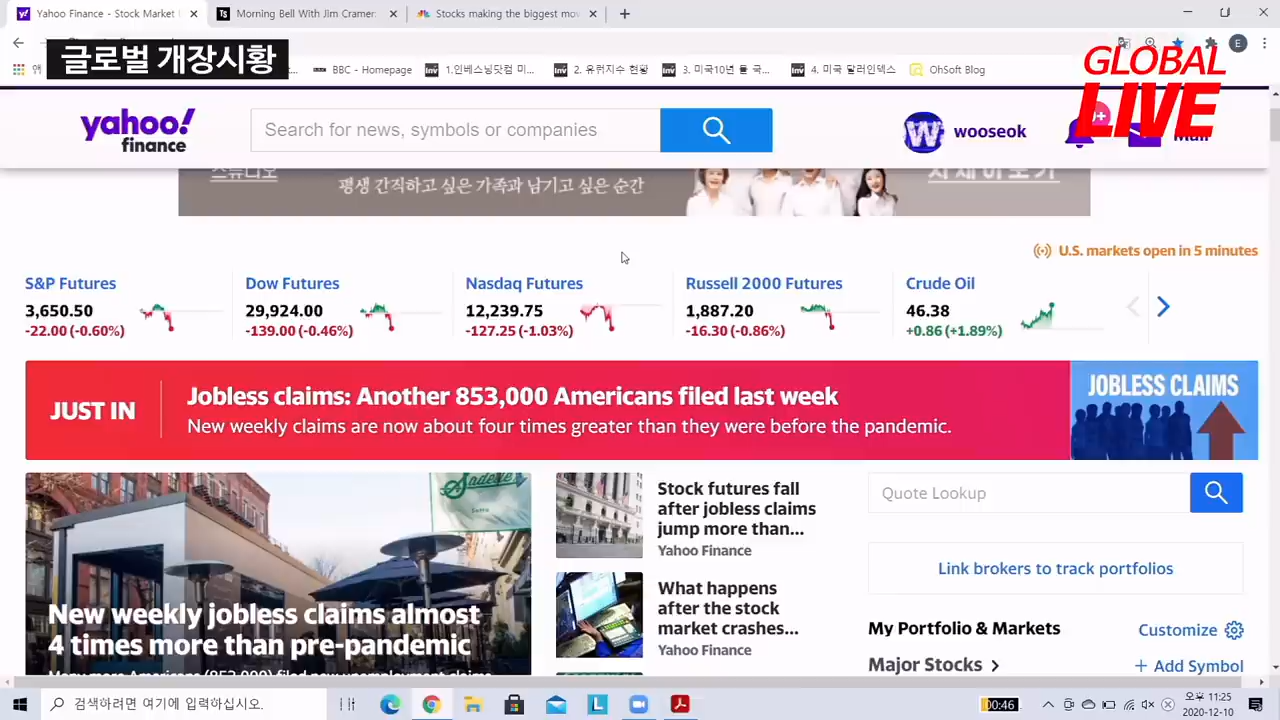 Yahoo Finance - Stock Market
Morning Bell With Jim Cramer:
Stocks making the biggest mov
글로벌 개장시황
BBC - Homepage
1.인베스팅닷컴 미...
2. 유럽지수 현황
3. 미국10년 물 국...
4. 미국 달러인덱스
OhSoft Blog
GLOBAL
LIVE
yahoo!
finance
Search for news, symbols or companies
W
wooseok
Mail
스튜디오
평생 간직하고 싶은 가족과 남기고 싶은 순간
자세히보기
U.S. markets open in 5 minutes
S&P Futures
3,650.50
-22.00 (-0.60%)
Dow Futures
29,924.00
-139.00 (-0.46%)
Nasdaq Futures
12,239.75
-127.25 (-1.03%)
Russell 2000 Futures
1,887.20
-16.30 (-0.86%)
Crude Oil
46.38
+0.86 (+1.89%)
JUST IN
Jobless claims: Another 853,000 Americans filed last week
New weekly claims are now about four times greater than they were before the pandemic.
JOBLESS CLAIMS
Sadelle
New weekly jobless claims almost
4 times more than pre-pandemic
Stock futures fall
after jobless claims
jump more than...
Yahoo Finance
What happens
after the stock
market crashes...
Yahoo Finance
Quote Lookup
Link brokers to track portfolios
My Portfolio & Markets
Customize
Major Stocks
+ Add Symbol
검색하려면 여기에 입력하십시오.
00:46
오후 11:25
2020-12-10